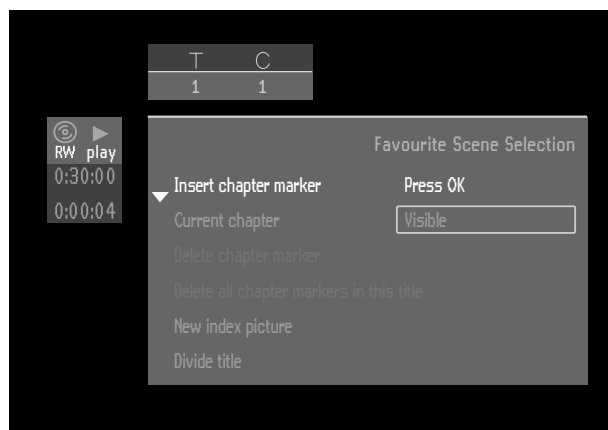 T C
1 1
RW play
0:30:00
0:00:04
Favourite Scene Selection
Insert chapter marker Press OK
Current chapter Visible
Delete chapter marker
Delete all chapter markers in this title
New index picture
Divide title